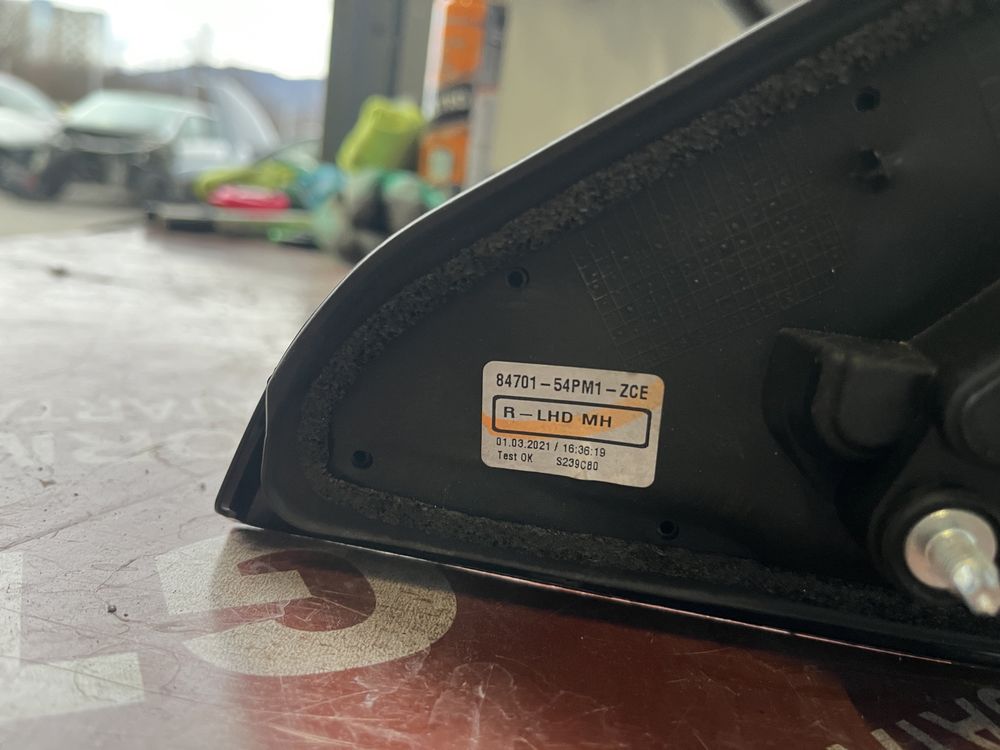 84701-54PM1-ZCE
R-LHD MH
01.03.2021 / 16:36:19
Test OK S239C80